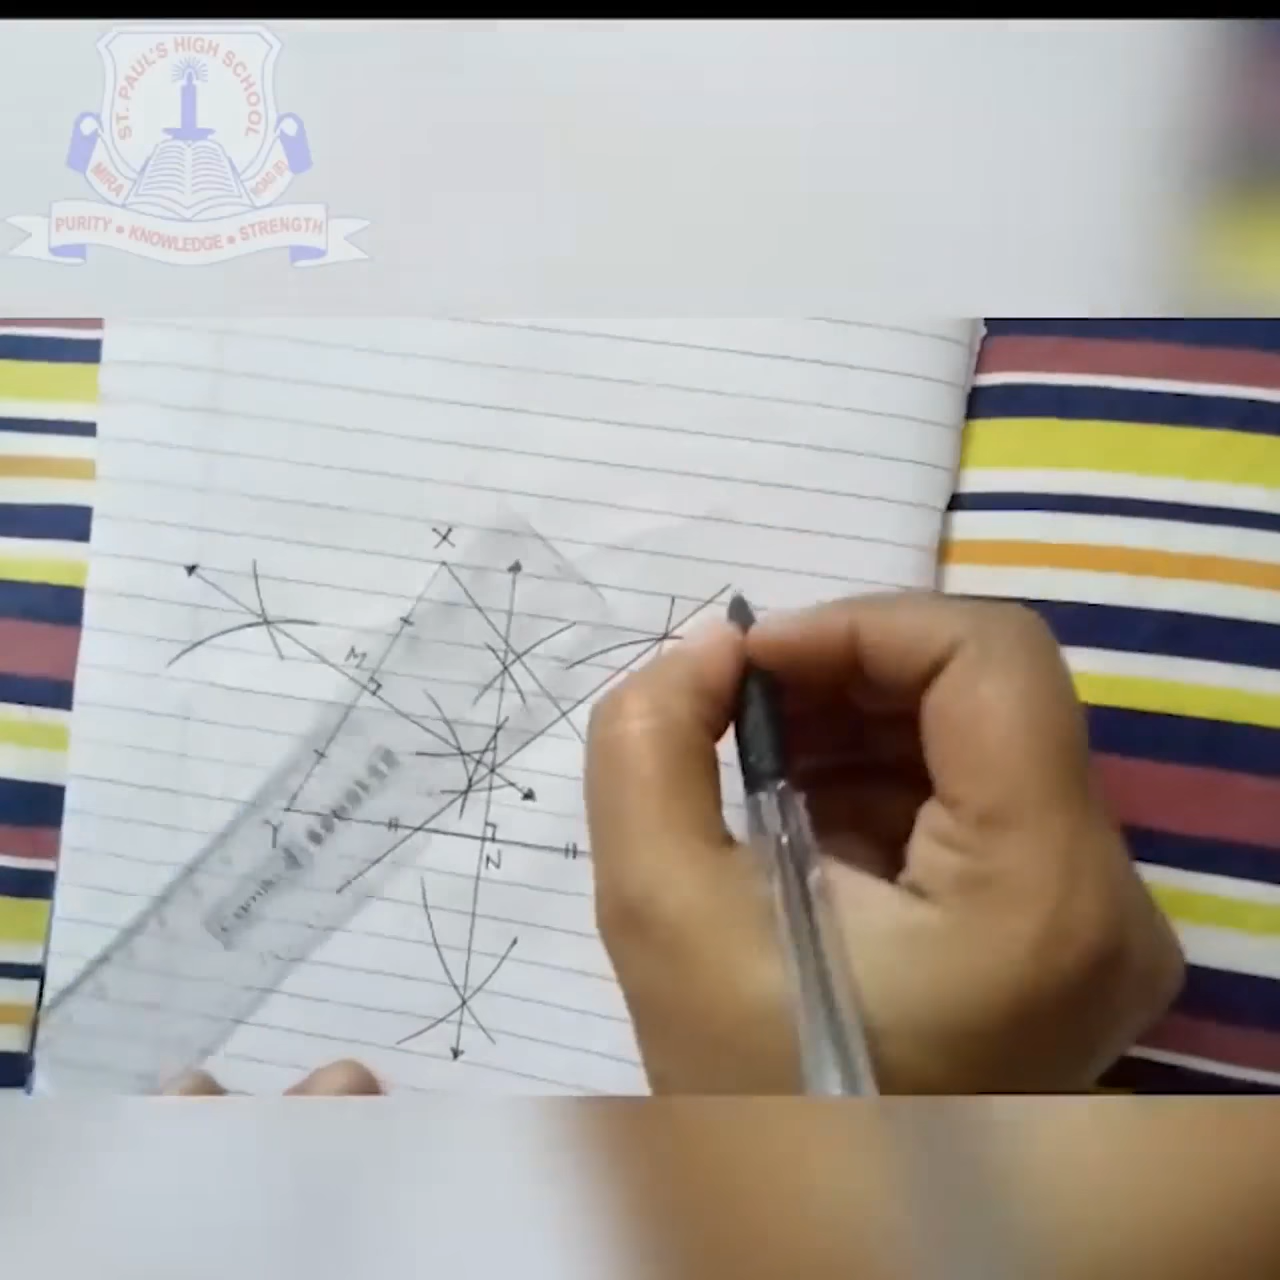 ST. PAUL'S HIGH SCHOOL
MIRA ROAD (E)
PURITY • KNOWLEDGE • STRENGTH
X
M
Y
N